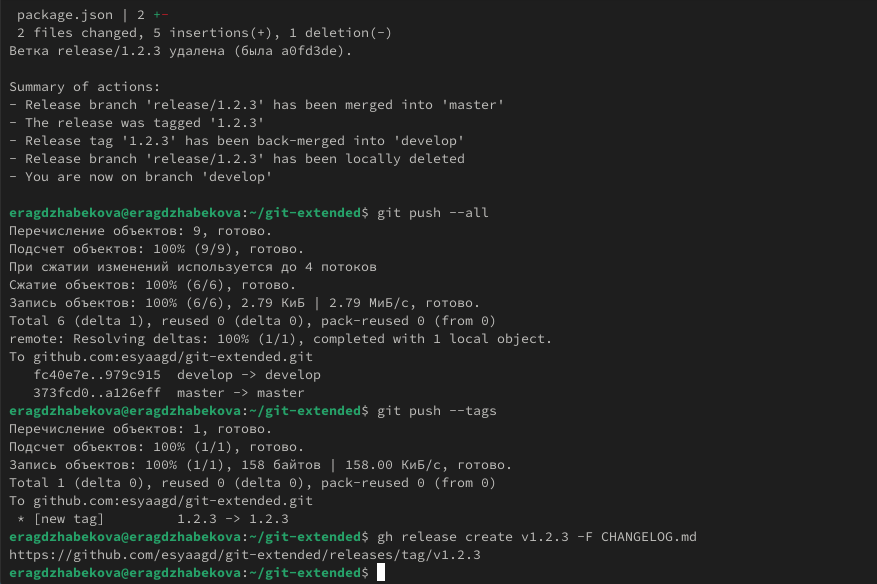 package.json | 2 +-
2 files changed, 5 insertions(+), 1 deletion(-)
Ветка release/1.2.3 удалена (была a0fd3de).
Summary of actions:
- Release branch 'release/1.2.3' has been merged into 'master'
- The release was tagged '1.2.3'
- Release tag '1.2.3' has been back-merged into 'develop'
- Release branch 'release/1.2.3' has been locally deleted
- You are now on branch 'develop'
eragdzhabekova@eragdzhabekova:~/git-extended$ git push --all
Перечисление объектов: 9, готово.
Подсчет объектов: 100% (9/9), готово.
При сжатии изменений используется до 4 потоков
Сжатие объектов: 100% (6/6), готово.
Запись объектов: 100% (6/6), 2.79 КиБ | 2.79 МиБ/с, готово.
Total 6 (delta 1), reused 0 (delta 0), pack-reused 0 (from 0)
remote: Resolving deltas: 100% (1/1), completed with 1 local object.
To github.com:esyaagd/git-extended.git
fc40e7e..979c915  develop -> develop
373fcd0..a126eff  master -> master
eragdzhabekova@eragdzhabekova:~/git-extended$ git push --tags
Перечисление объектов: 1, готово.
Подсчет объектов: 100% (1/1), готово.
Запись объектов: 100% (1/1), 158 байтов | 158.00 КиБ/с, готово.
Total 1 (delta 0), reused 0 (delta 0), pack-reused 0 (from 0)
To github.com:esyaagd/git-extended.git
* [new tag]         1.2.3 -> 1.2.3
eragdzhabekova@eragdzhabekova:~/git-extended$ gh release create v1.2.3 -F CHANGELOG.md
https://github.com/esyaagd/git-extended/releases/tag/v1.2.3
eragdzhabekova@eragdzhabekova:~/git-extended$